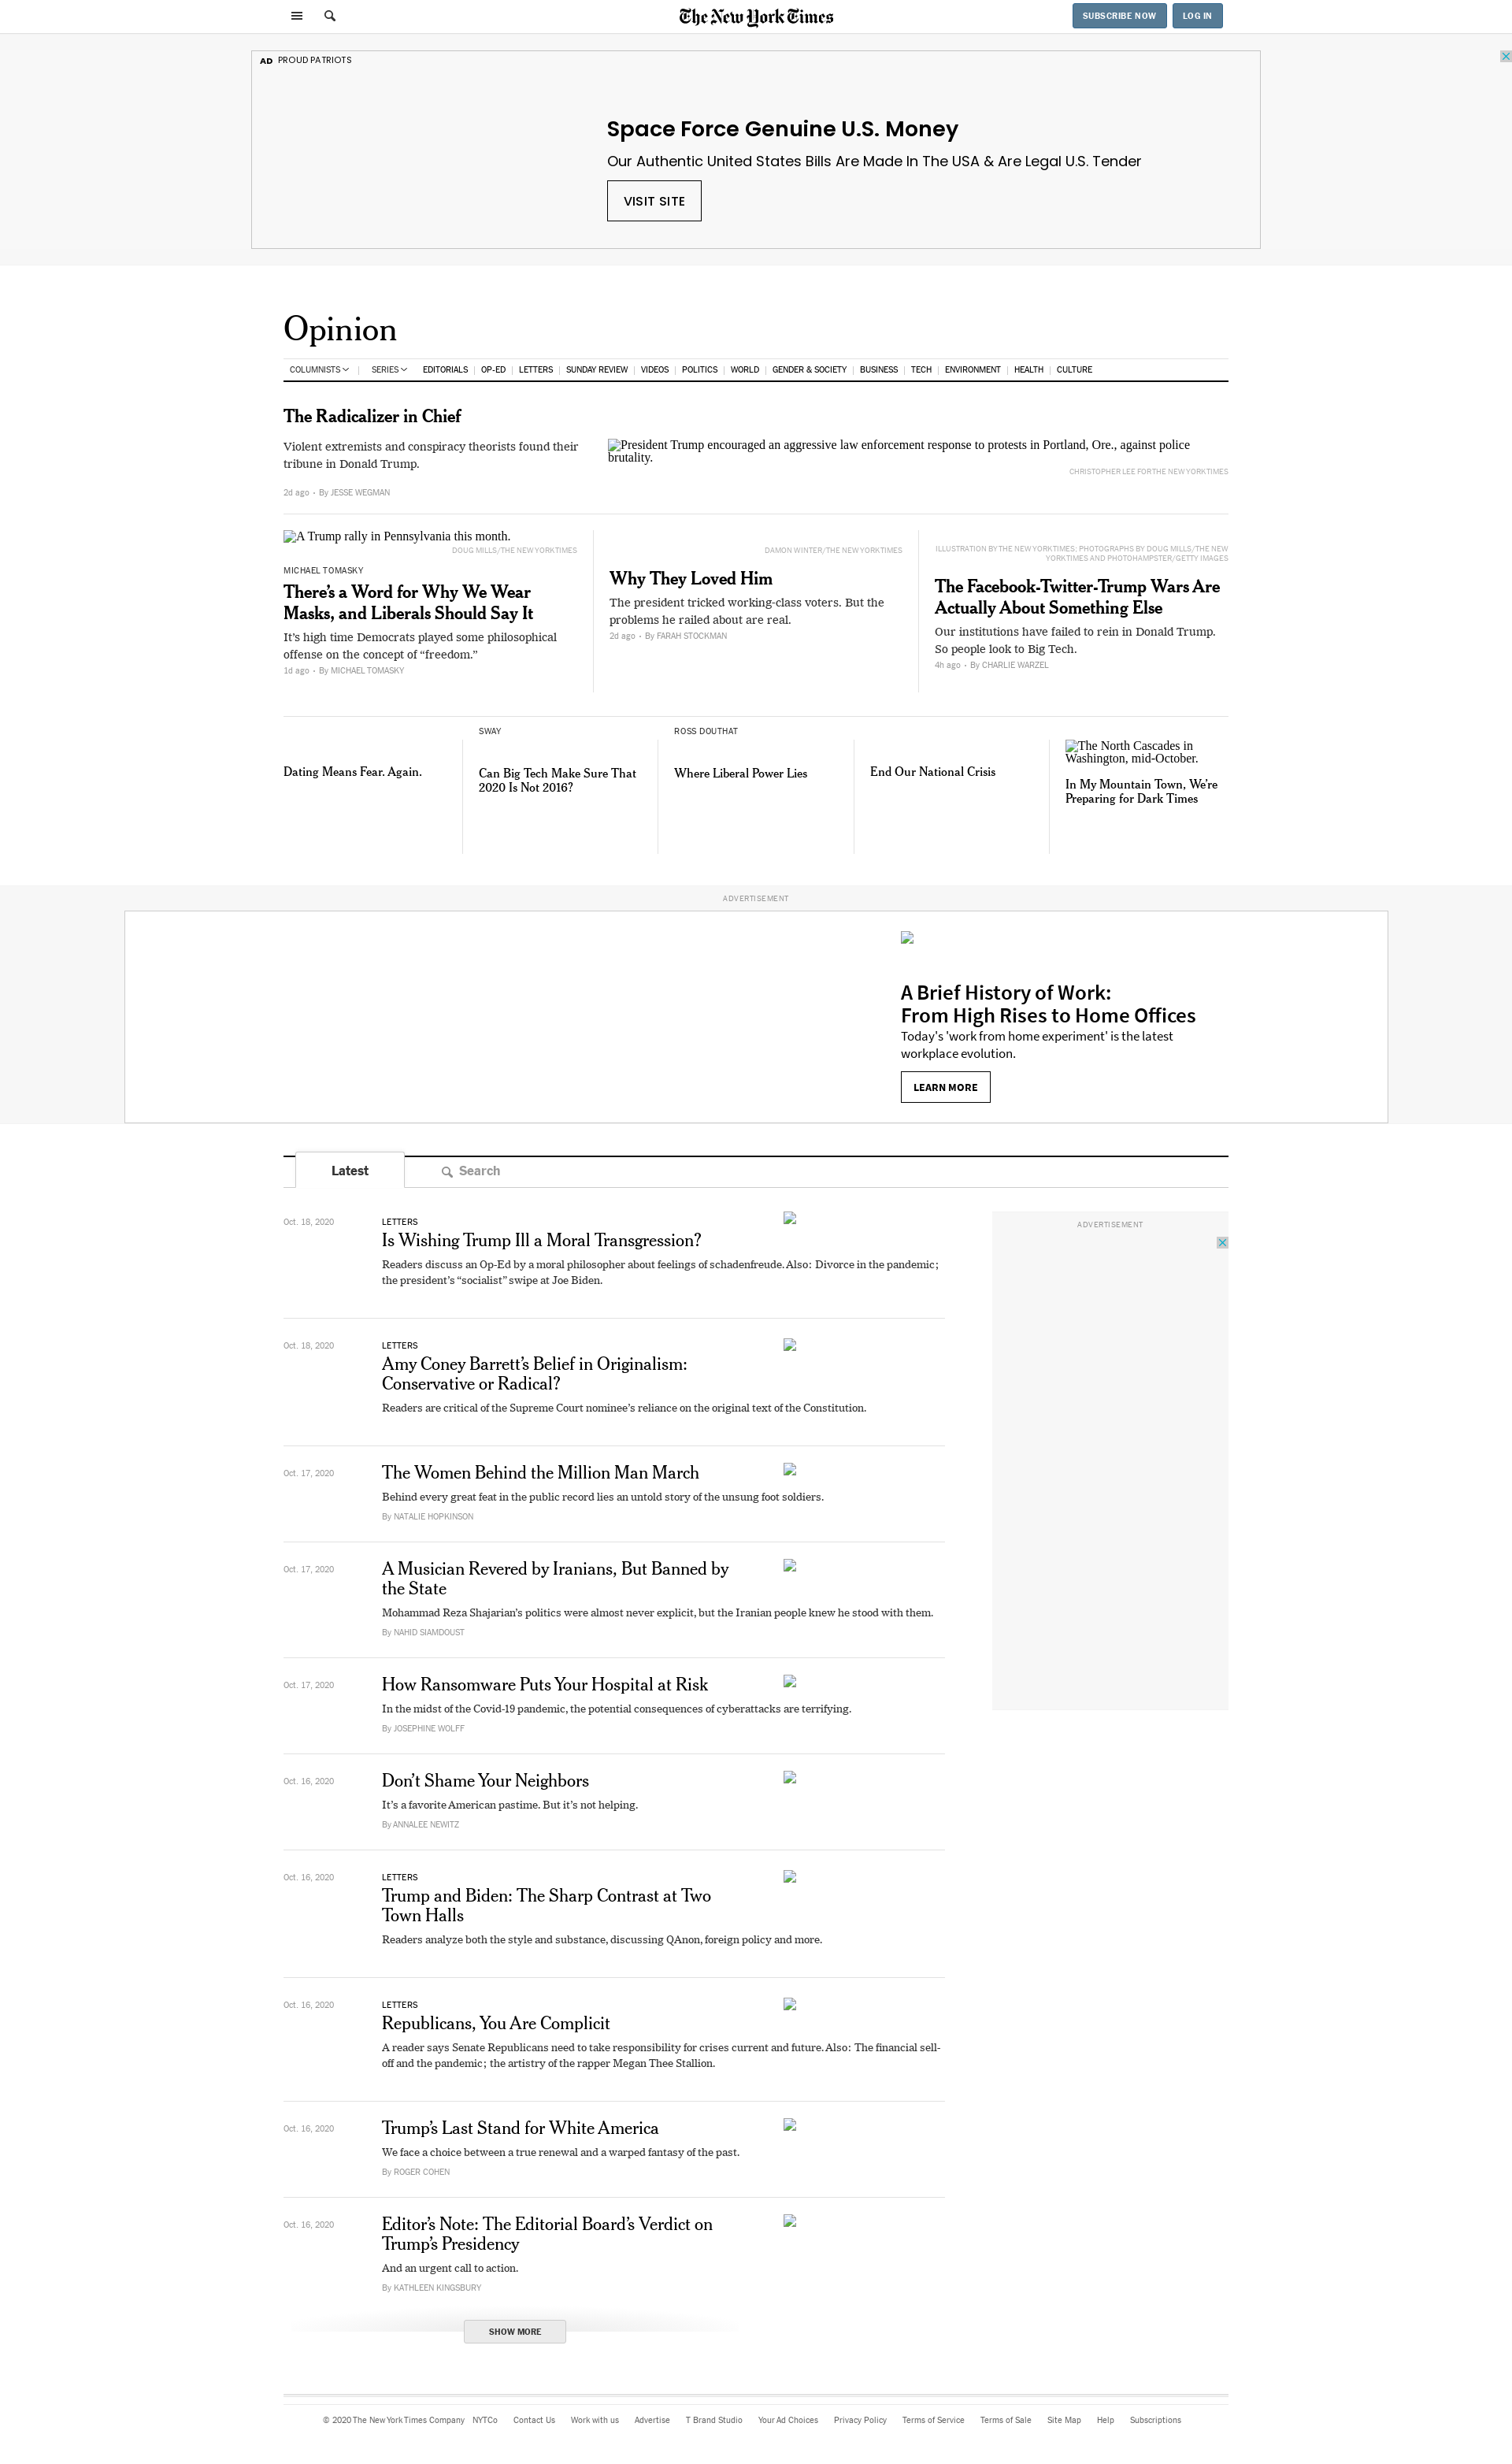 The New York Times
SUBSCRIBE NOW
LOG IN
AD PROUD PATRIOTS
Space Force Genuine U.S. Money
Our Authentic United States Bills Are Made In The USA & Are Legal U.S. Tender
VISIT SITE
Opinion
COLUMNISTS | SERIES EDITORIALS | OP-ED | LETTERS | SUNDAY REVIEW | VIDEOS | POLITICS | WORLD | GENDER & SOCIETY | BUSINESS | TECH | ENVIRONMENT | HEALTH | CULTURE
The Radicalizer in Chief
Violent extremists and conspiracy theorists found their
tribune in Donald Trump.
2d ago • By JESSE WEGMAN
President Trump encouraged an aggressive law enforcement response to protests in Portland, Ore., against police
brutality.
CHRISTOPHER LEE FOR THE NEW YORK TIMES
A Trump rally in Pennsylvania this month.
DOUG MILLS/THE NEW YORK TIMES
MICHAEL TOMASKY
There’s a Word for Why We Wear
Masks, and Liberals Should Say It
It’s high time Democrats played some philosophical
offense on the concept of “freedom.”
1d ago • By MICHAEL TOMASKY
DAMON WINTER/THE NEW YORK TIMES
Why They Loved Him
The president tricked working-class voters. But the
problems he railed about are real.
2d ago • By FARAH STOCKMAN
ILLUSTRATION BY THE NEW YORK TIMES; PHOTOGRAPHS BY DOUG MILLS/THE NEW
YORK TIMES AND PHOTOHAMPSTER/GETTY IMAGES
The Facebook-Twitter-Trump Wars Are
Actually About Something Else
Our institutions have failed to rein in Donald Trump.
So people look to Big Tech.
4h ago • By CHARLIE WARZEL
Dating Means Fear. Again.
SWAY
Can Big Tech Make Sure That
2020 Is Not 2016?
ROSS DOUTHAT
Where Liberal Power Lies
End Our National Crisis
The North Cascades in
Washington, mid-October.
In My Mountain Town, We’re
Preparing for Dark Times
ADVERTISEMENT
A Brief History of Work:
From High Rises to Home Offices
Today's 'work from home experiment' is the latest
workplace evolution.
LEARN MORE
Latest
Search
ADVERTISEMENT
Oct. 18, 2020
LETTERS
Is Wishing Trump Ill a Moral Transgression?
Readers discuss an Op-Ed by a moral philosopher about feelings of schadenfreude. Also: Divorce in the pandemic;
the president’s “socialist” swipe at Joe Biden.
Oct. 18, 2020
LETTERS
Amy Coney Barrett’s Belief in Originalism:
Conservative or Radical?
Readers are critical of the Supreme Court nominee’s reliance on the original text of the Constitution.
Oct. 17, 2020
The Women Behind the Million Man March
Behind every great feat in the public record lies an untold story of the unsung foot soldiers.
By NATALIE HOPKINSON
Oct. 17, 2020
A Musician Revered by Iranians, But Banned by
the State
Mohammad Reza Shajarian’s politics were almost never explicit, but the Iranian people knew he stood with them.
By NAHID SIAMDOUST
Oct. 17, 2020
How Ransomware Puts Your Hospital at Risk
In the midst of the Covid-19 pandemic, the potential consequences of cyberattacks are terrifying.
By JOSEPHINE WOLFF
Oct. 16, 2020
Don’t Shame Your Neighbors
It’s a favorite American pastime. But it’s not helping.
By ANNALEE NEWITZ
Oct. 16, 2020
LETTERS
Trump and Biden: The Sharp Contrast at Two
Town Halls
Readers analyze both the style and substance, discussing QAnon, foreign policy and more.
Oct. 16, 2020
LETTERS
Republicans, You Are Complicit
A reader says Senate Republicans need to take responsibility for crises current and future. Also: The financial sell-
off and the pandemic; the artistry of the rapper Megan Thee Stallion.
Oct. 16, 2020
Trump’s Last Stand for White America
We face a choice between a true renewal and a warped fantasy of the past.
By ROGER COHEN
Oct. 16, 2020
Editor’s Note: The Editorial Board’s Verdict on
Trump’s Presidency
And an urgent call to action.
By KATHLEEN KINGSBURY
SHOW MORE
© 2020 The New York Times Company NYTCo Contact Us Work with us Advertise T Brand Studio Your Ad Choices Privacy Policy Terms of Service Terms of Sale Site Map Help Subscriptions